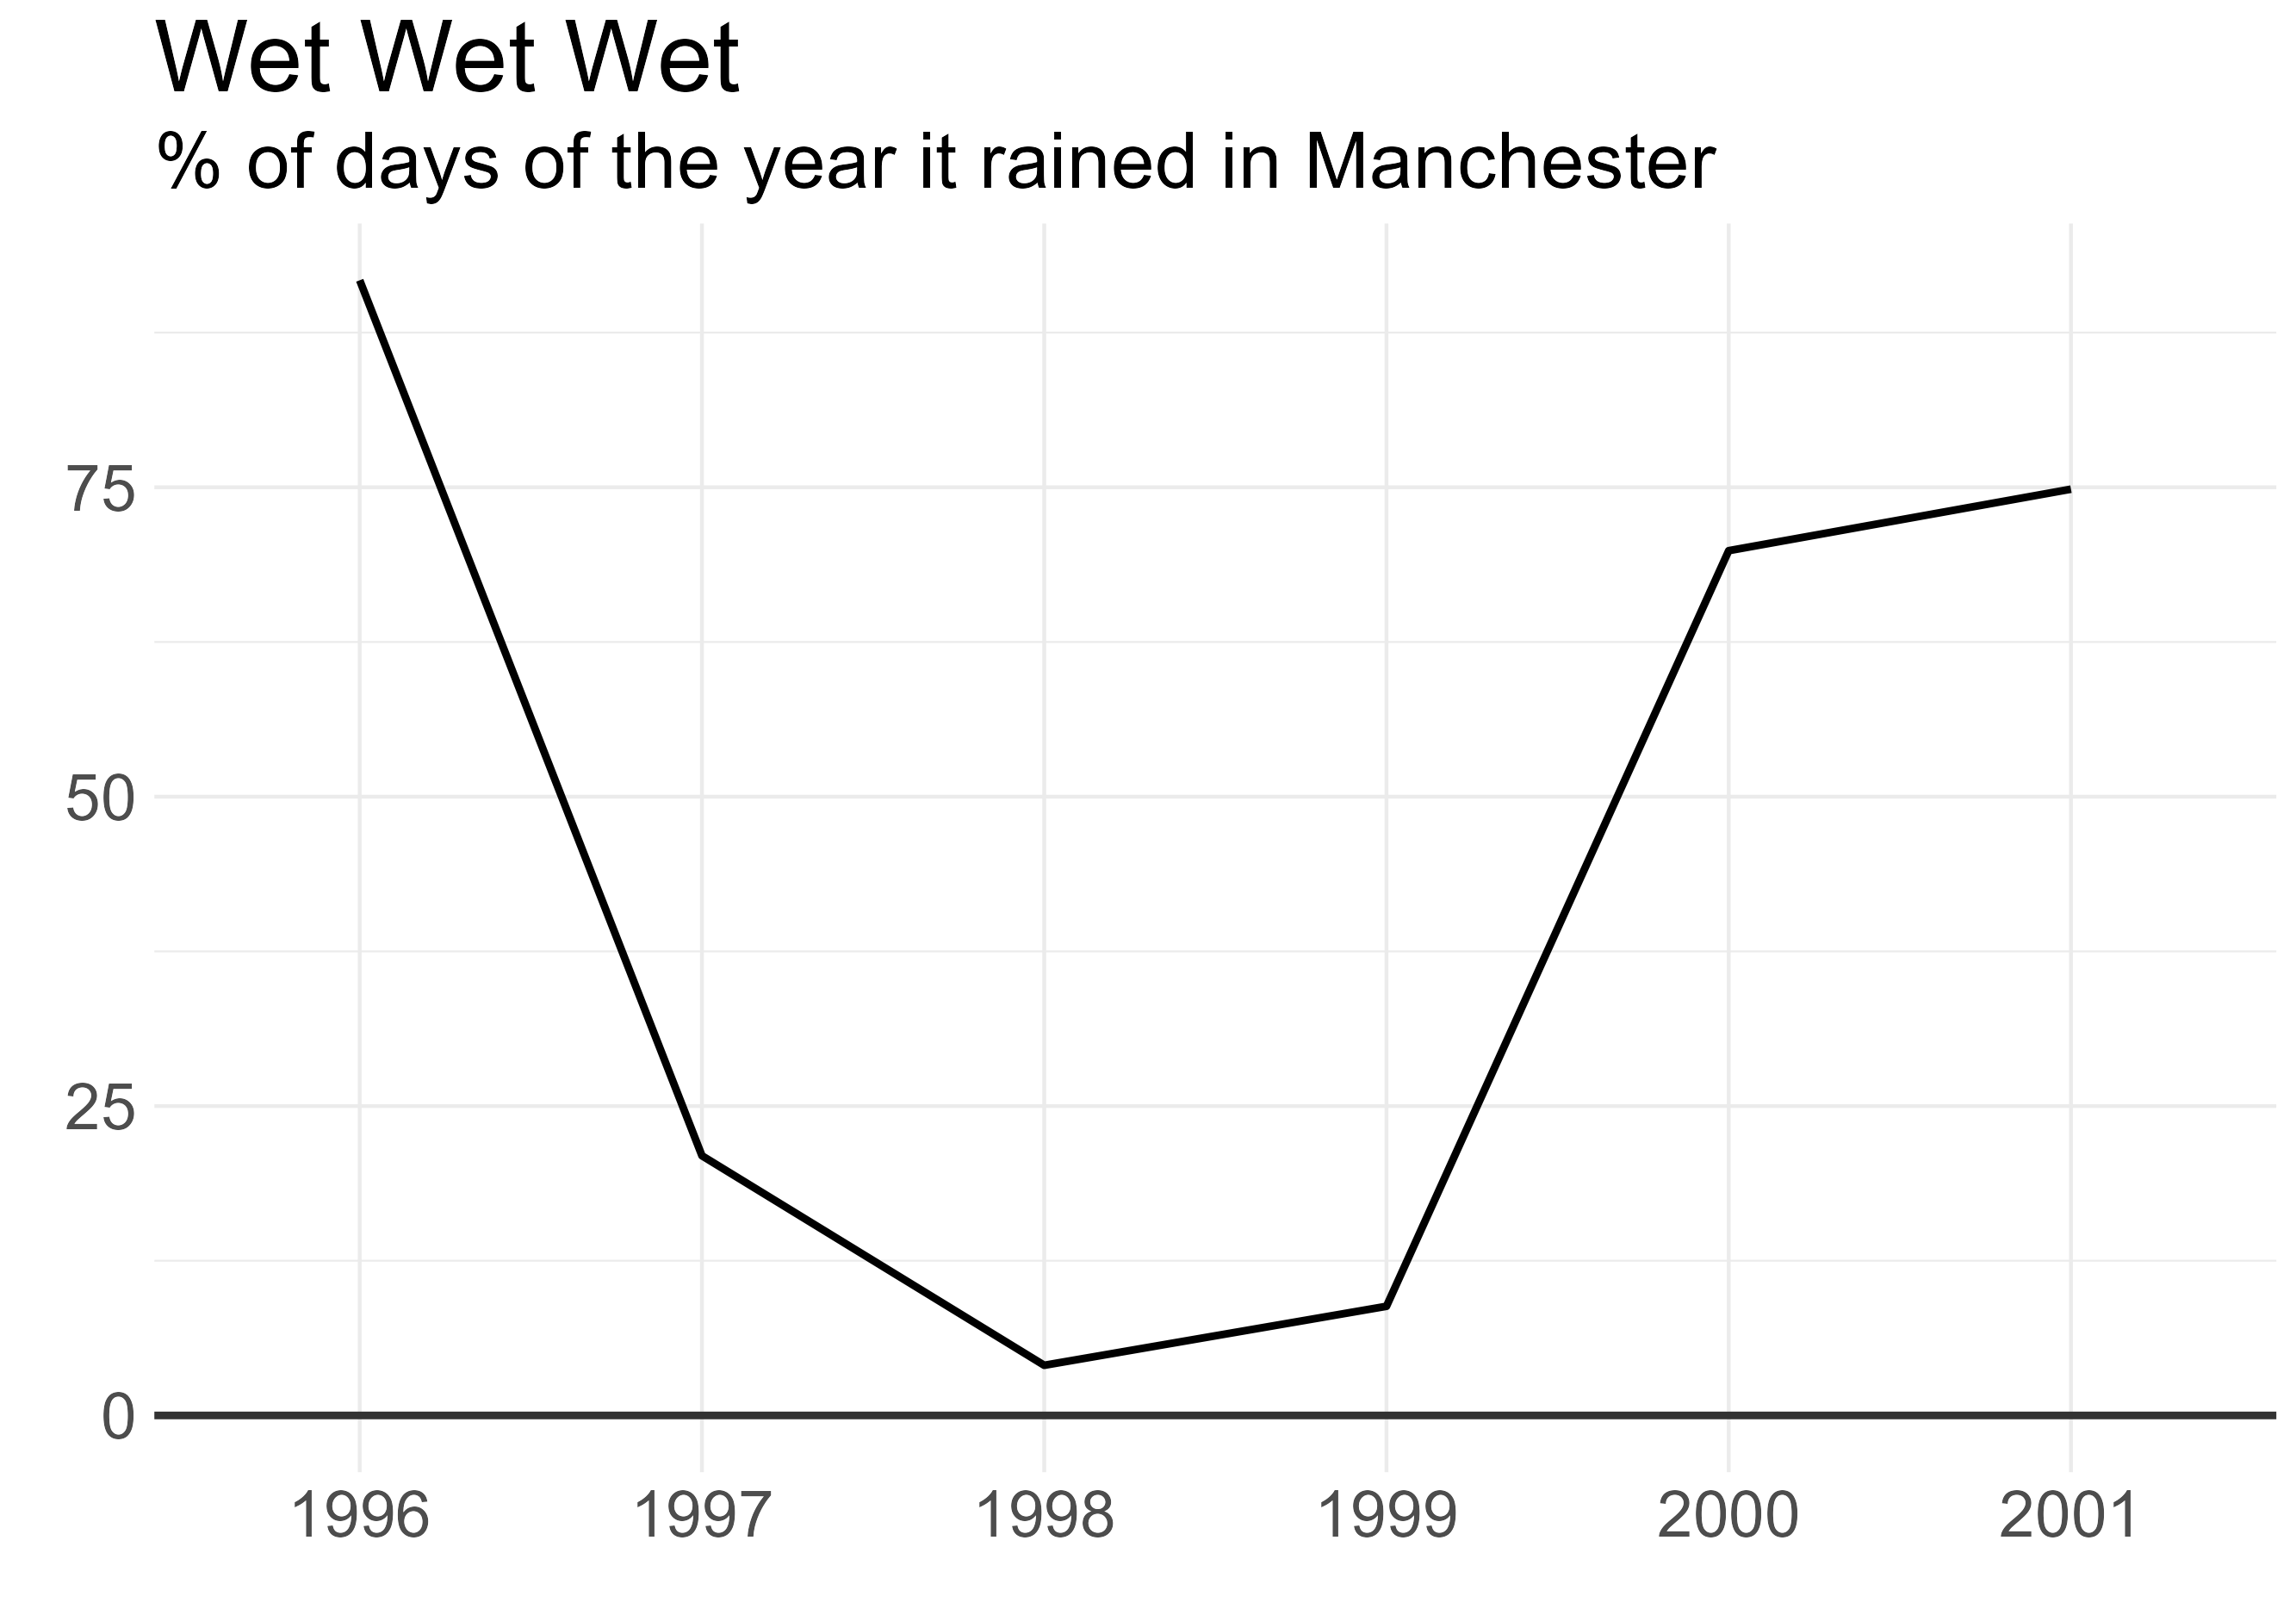 Wet Wet Wet
% of days of the year it rained in Manchester
75
50
25
0
1996 1997 1998 1999 2000 2001